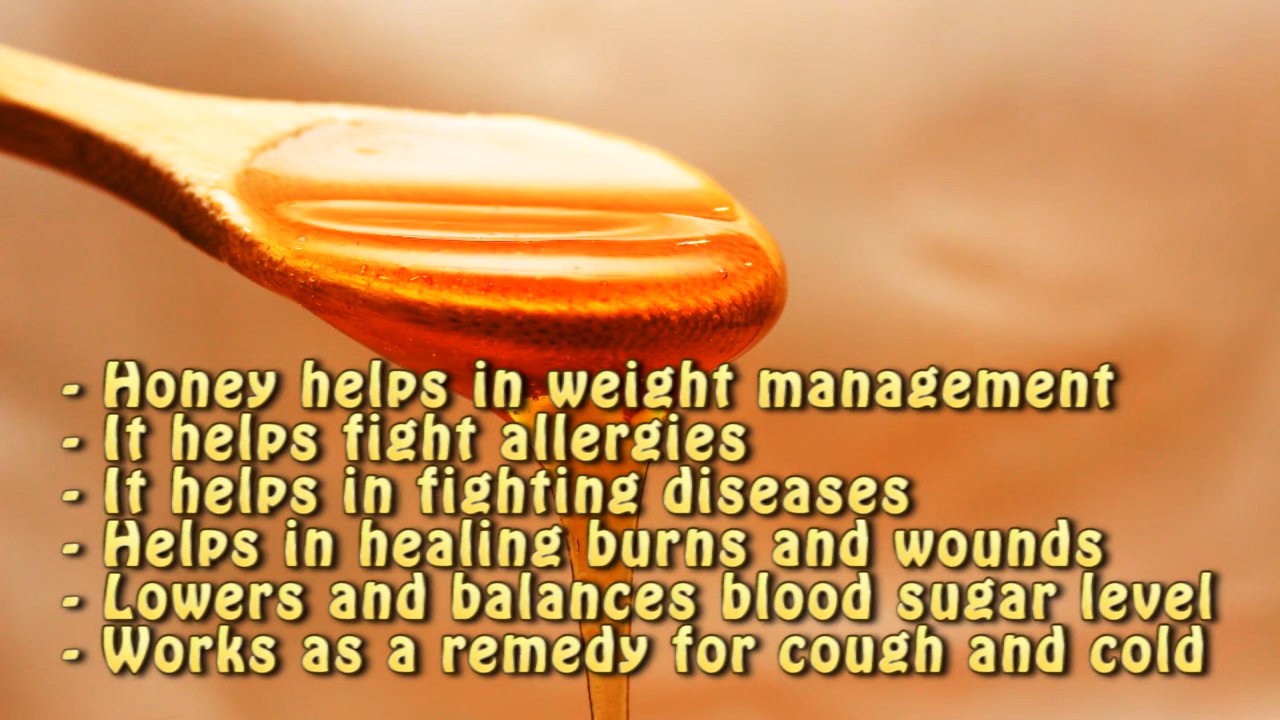 - Honey helps in weight management
- It helps fight allergies
- It helps in fighting diseases
- Helps in healing burns and wounds
- Lowers and balances blood sugar level
- Works as a remedy for cough and cold